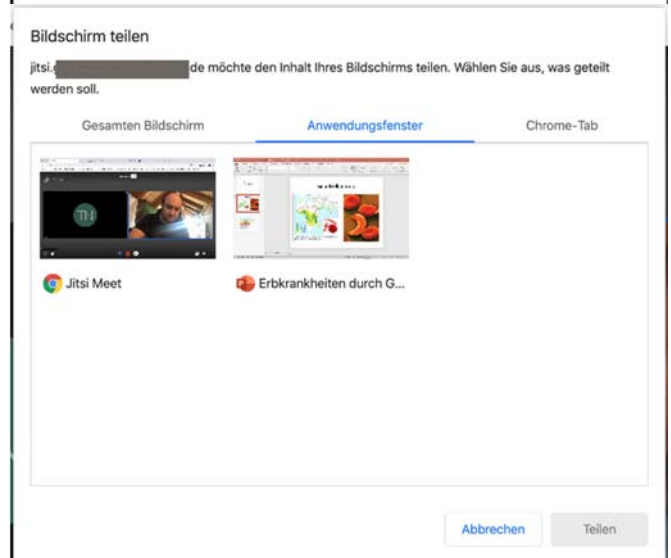 Bildschirm teilen
jitsi. de möchte den Inhalt Ihres Bildschirms teilen. Wählen Sie aus, was geteilt
werden soll.
Gesamten Bildschirm Anwendungsfenster Chrome-Tab
TH
Jitsi Meet Erbkrankheiten durch G...
Abbrechen Teilen